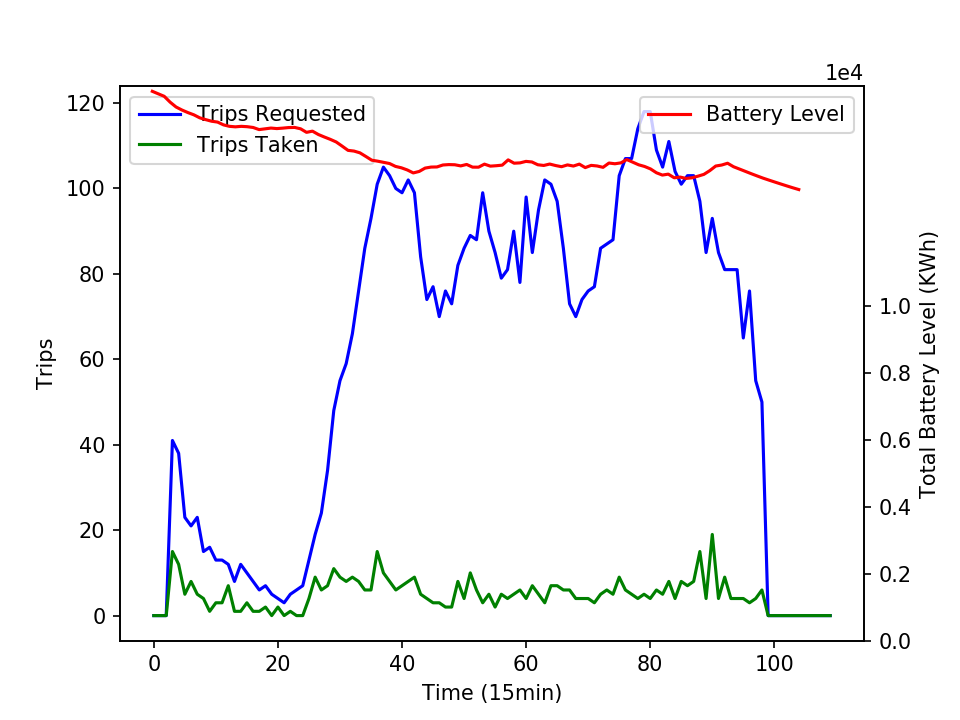 1e4
Trips Requested
Trips Taken
Battery Level
120
100
80
60
40
20
0
Trips
1.0
0.8
0.6
0.4
0.2
0.0
Total Battery Level (KWh)
0 20 40 60 80 100
Time (15min)